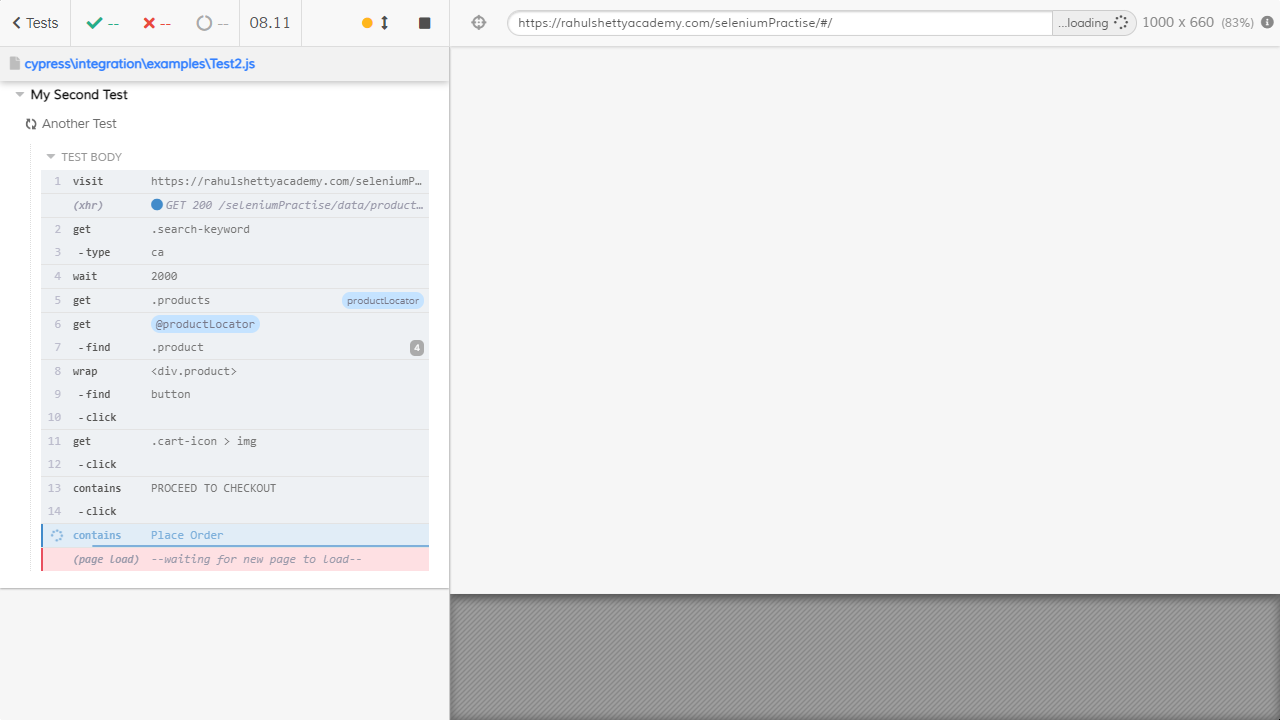 Tests -- -- -- 08.11
https://rahulshettyacademy.com/seleniumPractise/#/ ...loading 1000 x 660 (83%)
cypress\integration\examples\Test2.js
My Second Test
Another Test
TEST BODY
1 visit https://rahulshettyacademy.com/seleniumP…
(xhr) GET 200 /seleniumPractise/data/product…
2 get .search-keyword
3 -type ca
4 wait 2000
5 get .products productLocator
6 get @productLocator
7 -find .product 4
8 wrap <div.product>
9 -find button
10 -click
11 get .cart-icon > img
12 -click
13 contains PROCEED TO CHECKOUT
14 -click
contains Place Order
(page load) --waiting for new page to load--